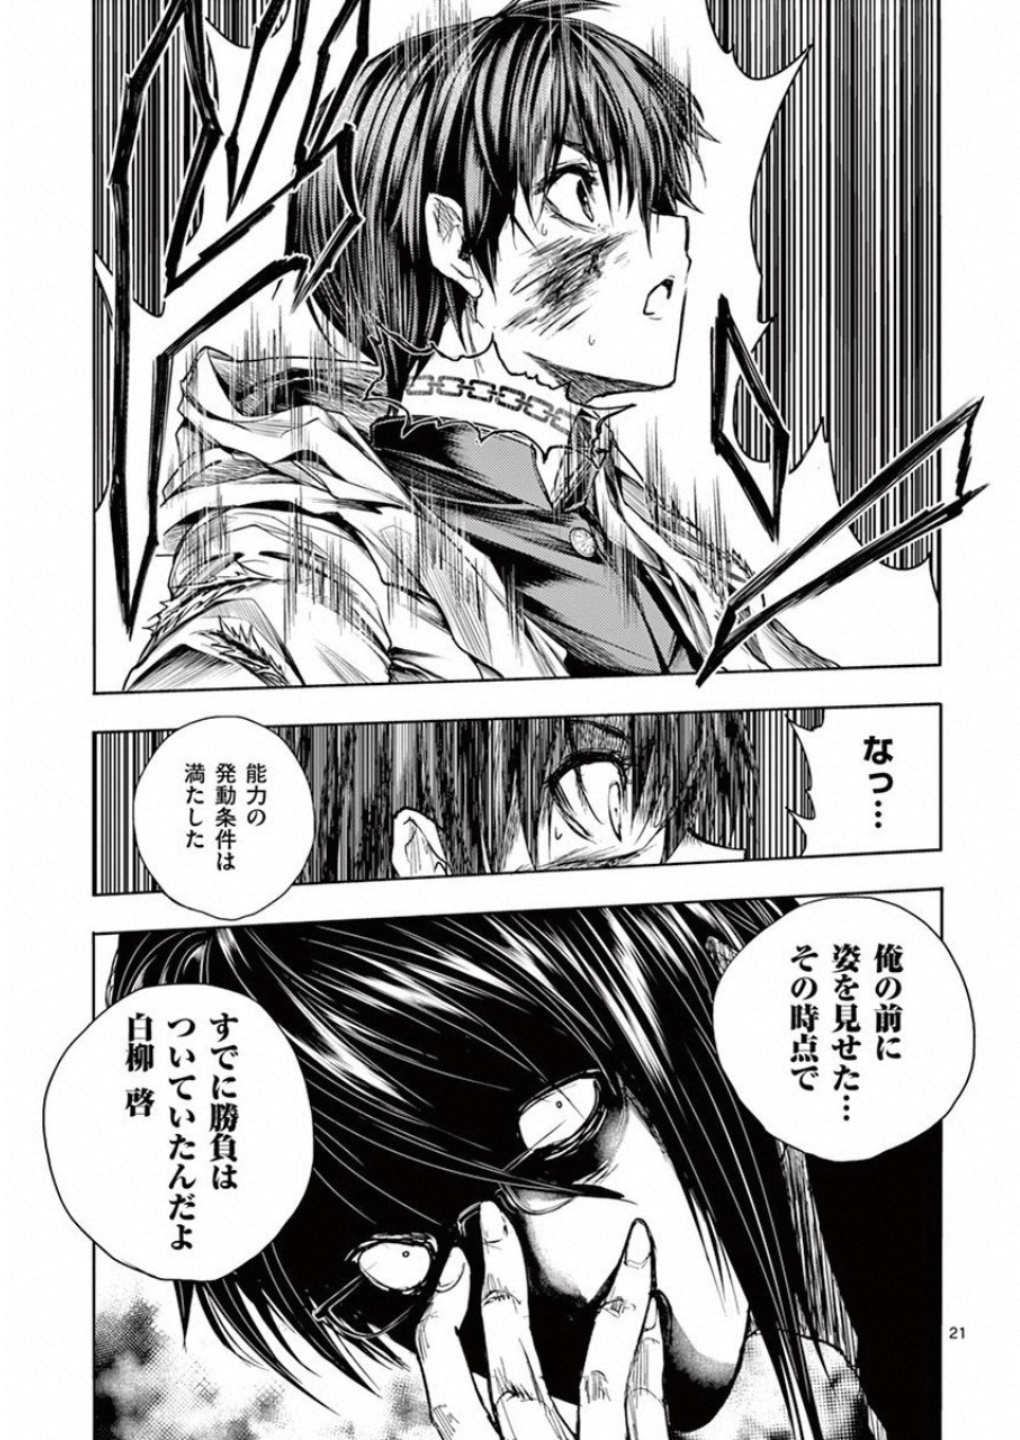 なっ…
能力の
発動条件は
満たした
俺の前に
姿を見せた…
その時点で
すでに勝負は
ついていたんだよ
白柳 啓
21